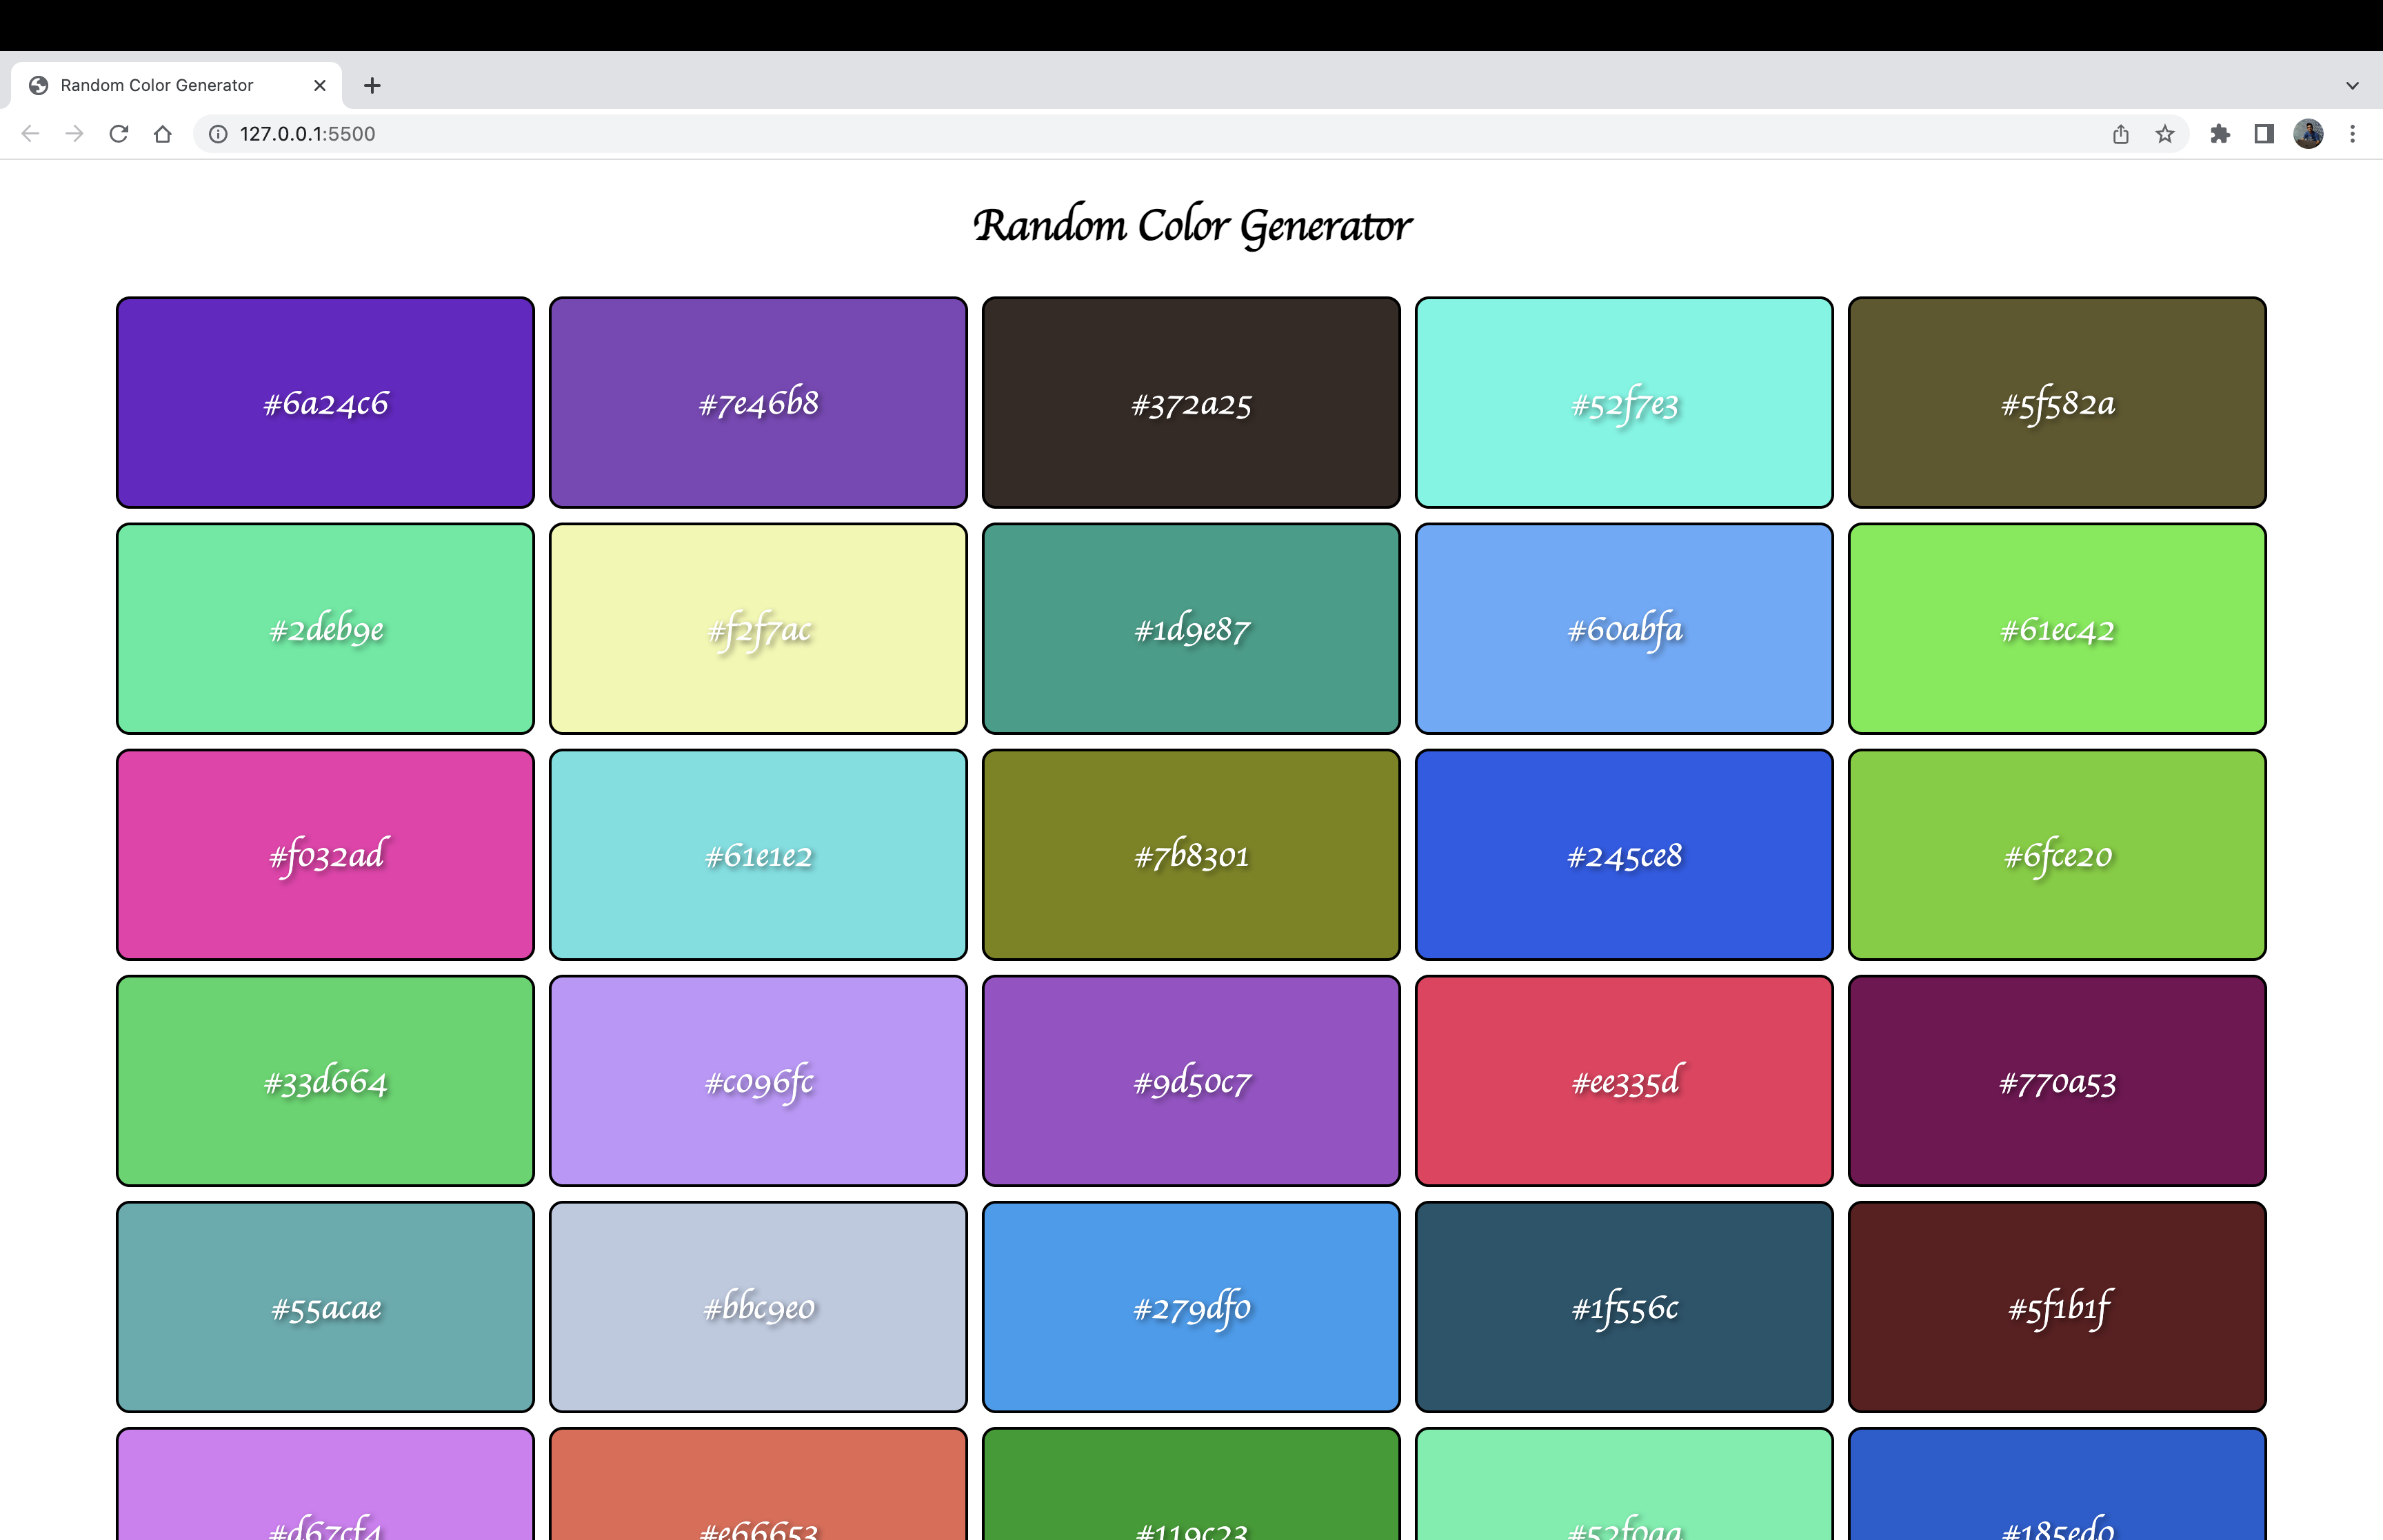 Random Color Generator
127.0.0.1:5500
Random Color Generator
#6a24c6 #7e46b8 #372a25 #52f7e3 #5f582a
#2deb9e #f2f7ac #1d9e87 #60abfa #61ec42
#f032ad #61e1e2 #7b8301 #245ce8 #6fce20
#33d664 #c096fc #9d50c7 #ee335d #770a53
#55acae #bbc9e0 #279df0 #1f556c #5f1b1f
#d67cf4 #e66653 #119c23 #52f0aa #185ed0